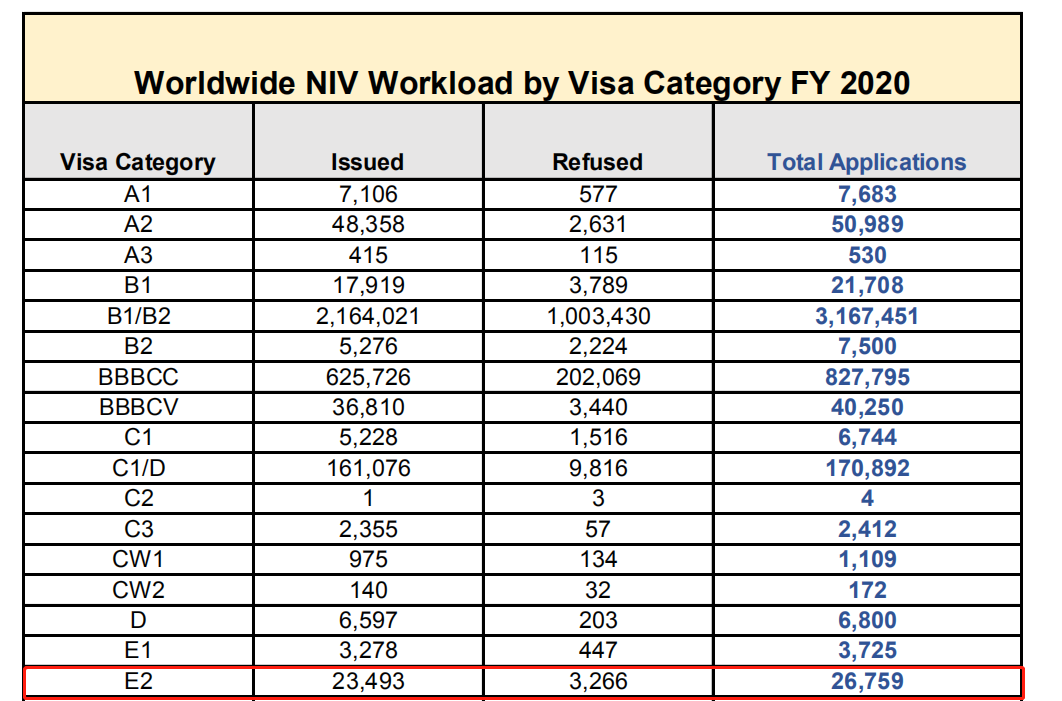 Worldwide NIV Workload by Visa Category FY 2020
Visa Category Issued Refused Total Applications
A1 7,106 577 7,683
A2 48,358 2,631 50,989
A3 415 115 530
B1 17,919 3,789 21,708
B1/B2 2,164,021 1,003,430 3,167,451
B2 5,276 2,224 7,500
BBBCC 625,726 202,069 827,795
BBBCV 36,810 3,440 40,250
C1 5,228 1,516 6,744
C1/D 161,076 9,816 170,892
C2 1 3 4
C3 2,355 57 2,412
CW1 975 134 1,109
CW2 140 32 172
D 6,597 203 6,800
E1 3,278 447 3,725
E2 23,493 3,266 26,759